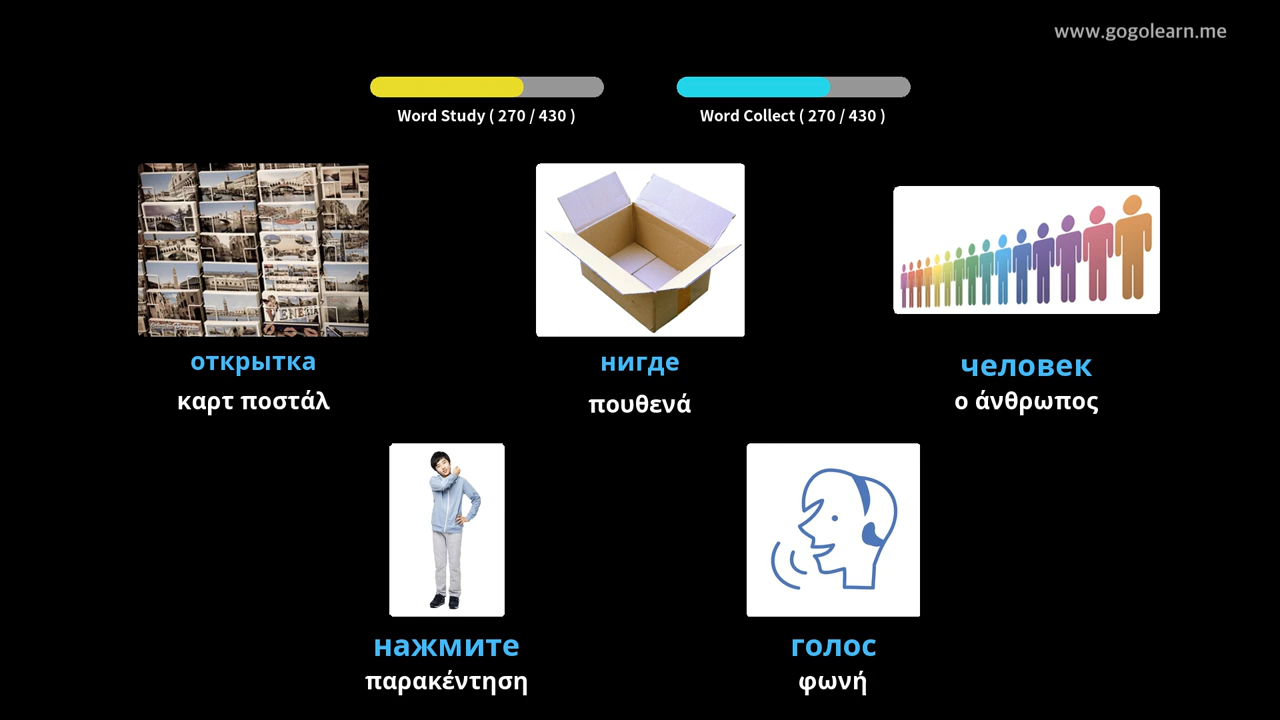 www.gogolearn.me
Word Study ( 270 / 430 )
Word Collect ( 270 / 430 )
открытка
καρτ ποστάλ
нигде
πουθενά
человек
ο άνθρωπος
нажмите
παρακέντηση
голос
φωνή